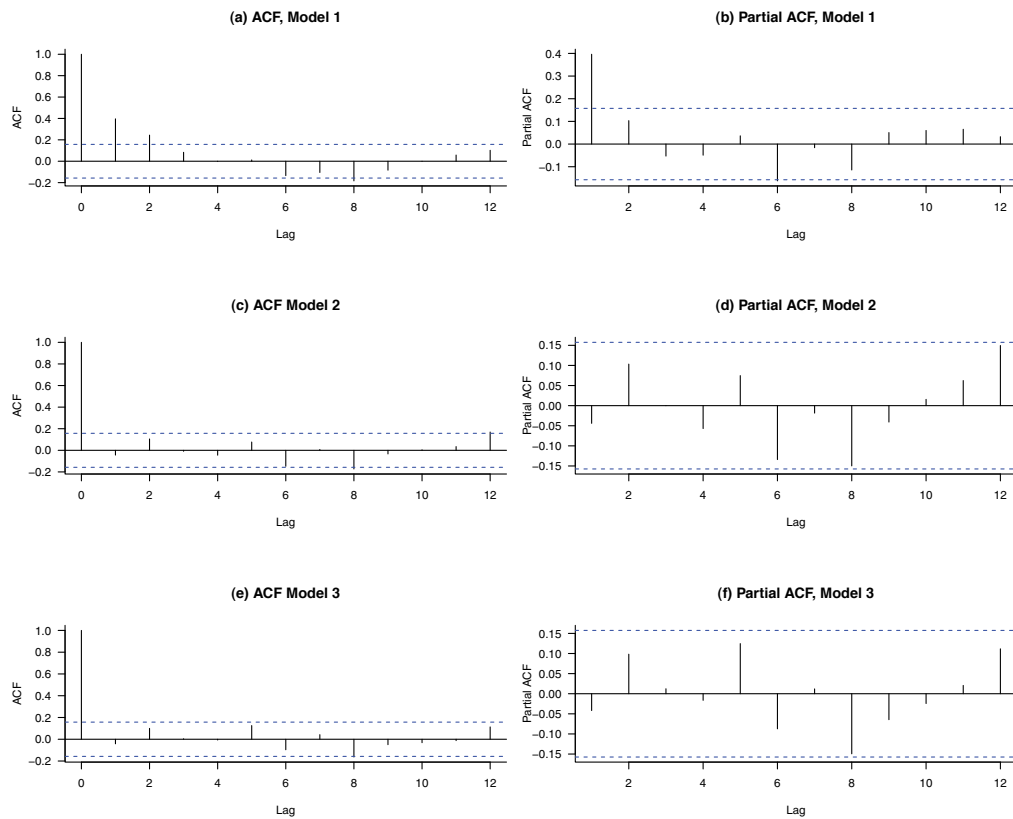 (a) ACF, Model 1
ACF
1.0
0.8
0.6
0.4
0.2
0.0
−0.2
0 2 4 6 8 10 12
Lag
(b) Partial ACF, Model 1
Partial ACF
0.4
0.3
0.2
0.1
0.0
−0.1
2 4 6 8 10 12
Lag
(c) ACF Model 2
ACF
1.0
0.8
0.6
0.4
0.2
0.0
−0.2
0 2 4 6 8 10 12
Lag
(d) Partial ACF, Model 2
Partial ACF
0.15
0.10
0.05
0.00
−0.05
−0.10
−0.15
2 4 6 8 10 12
Lag
(e) ACF Model 3
ACF
1.0
0.8
0.6
0.4
0.2
0.0
−0.2
0 2 4 6 8 10 12
Lag
(f) Partial ACF, Model 3
Partial ACF
0.15
0.10
0.05
0.00
−0.05
−0.10
−0.15
2 4 6 8 10 12
Lag